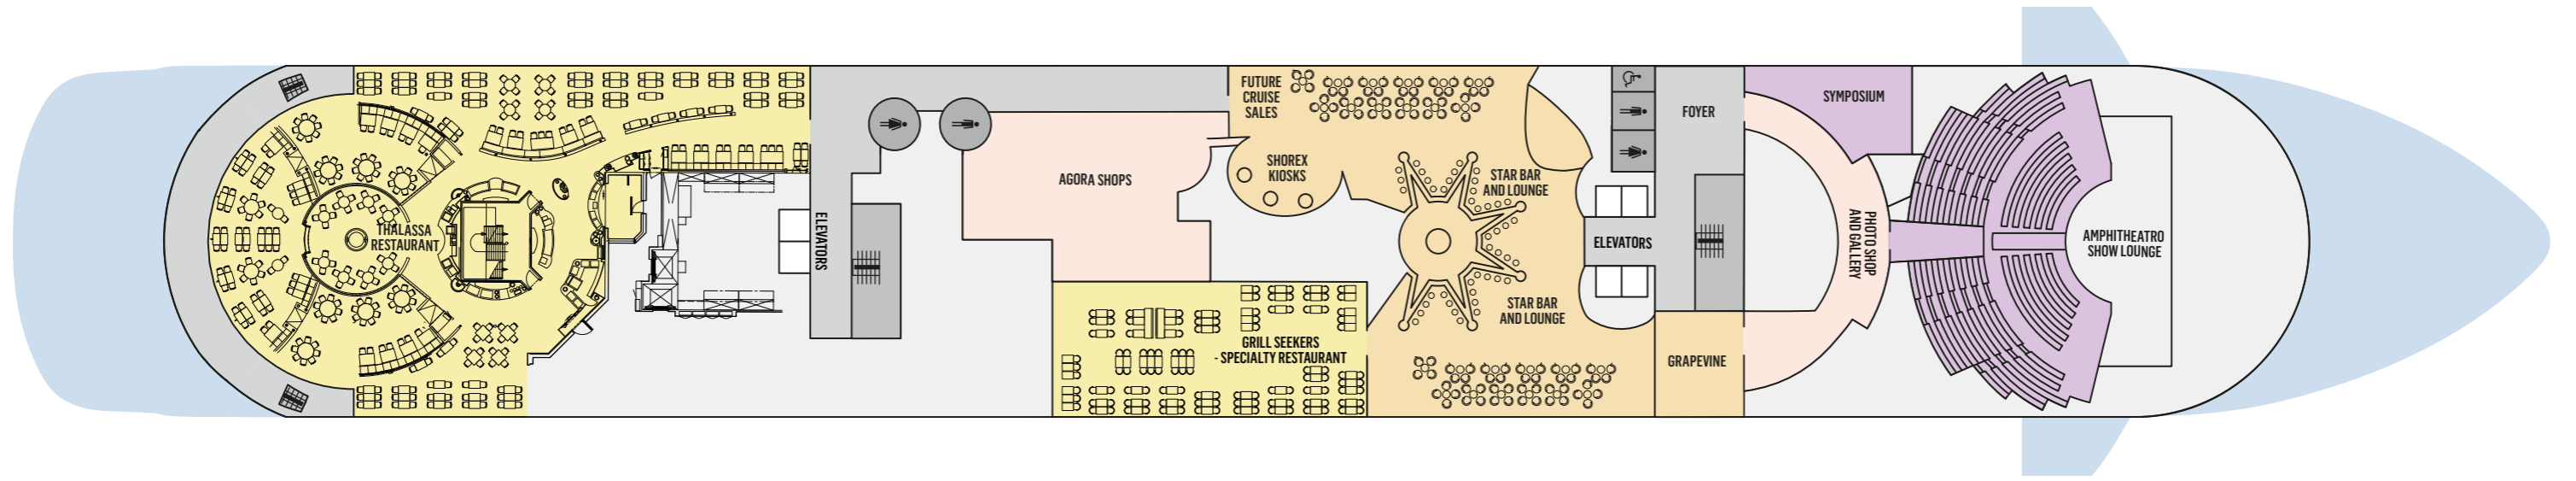 THALASSA
RESTAURANT
ELEVATORS
AGORA SHOPS
FUTURE
CRUISE
SALES
SHOREX
KIOSKS
GRILL SEEKERS
- SPECIALTY RESTAURANT
STAR BAR
AND LOUNGE
STAR BAR
AND LOUNGE
ELEVATORS
FOYER
GRAPEVINE
SYMPOSIUM
PHOTO SHOP
AND GALLERY
AMPHITHEATRO
SHOW LOUNGE